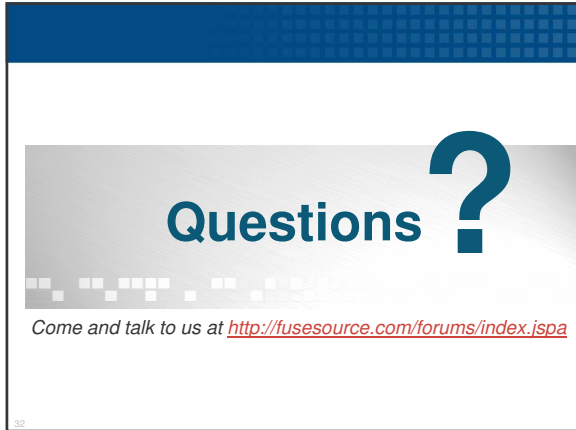 Questions?
Come and talk to us at http://fusesource.com/forums/index.jspa
32